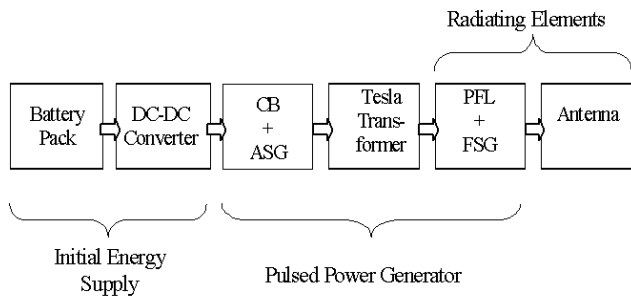 Radiating Elements
Battery
Pack
DC-DC
Converter
CB
+
ASG
Tesla
Trans-
former
PFL
+
FSG
Antenna
Initial Energy
Supply
Pulsed Power Generator